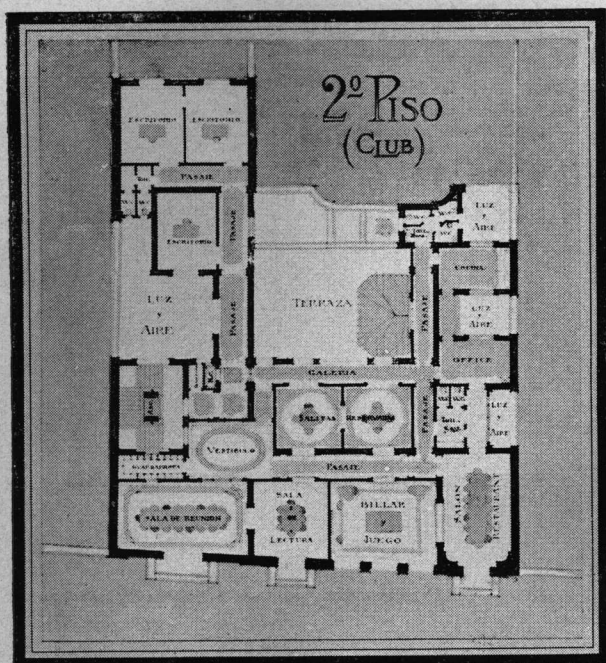 2º PISO
(CLUB)
ESCRITORIO
ESCRITORIO
PASAJE
ESCRITORIO
PASAJE
LUZ
Y
AIRE
LUZ
Y
AIRE
COCINA
TERRAZA
PASAJE
PASAJE
LUZ
Y
AIRE
OFFICE
GALERIA
ASC.
VESTIBULO
SALITAS
RESERVADAS
PASAJE
LUZ
Y
AIRE
PASAJE
GUARDARROPA
SALA DE REUNION
SALA
DE
LECTURA
BILLAR
Y
JUEGO
SALON
RESTAURANT